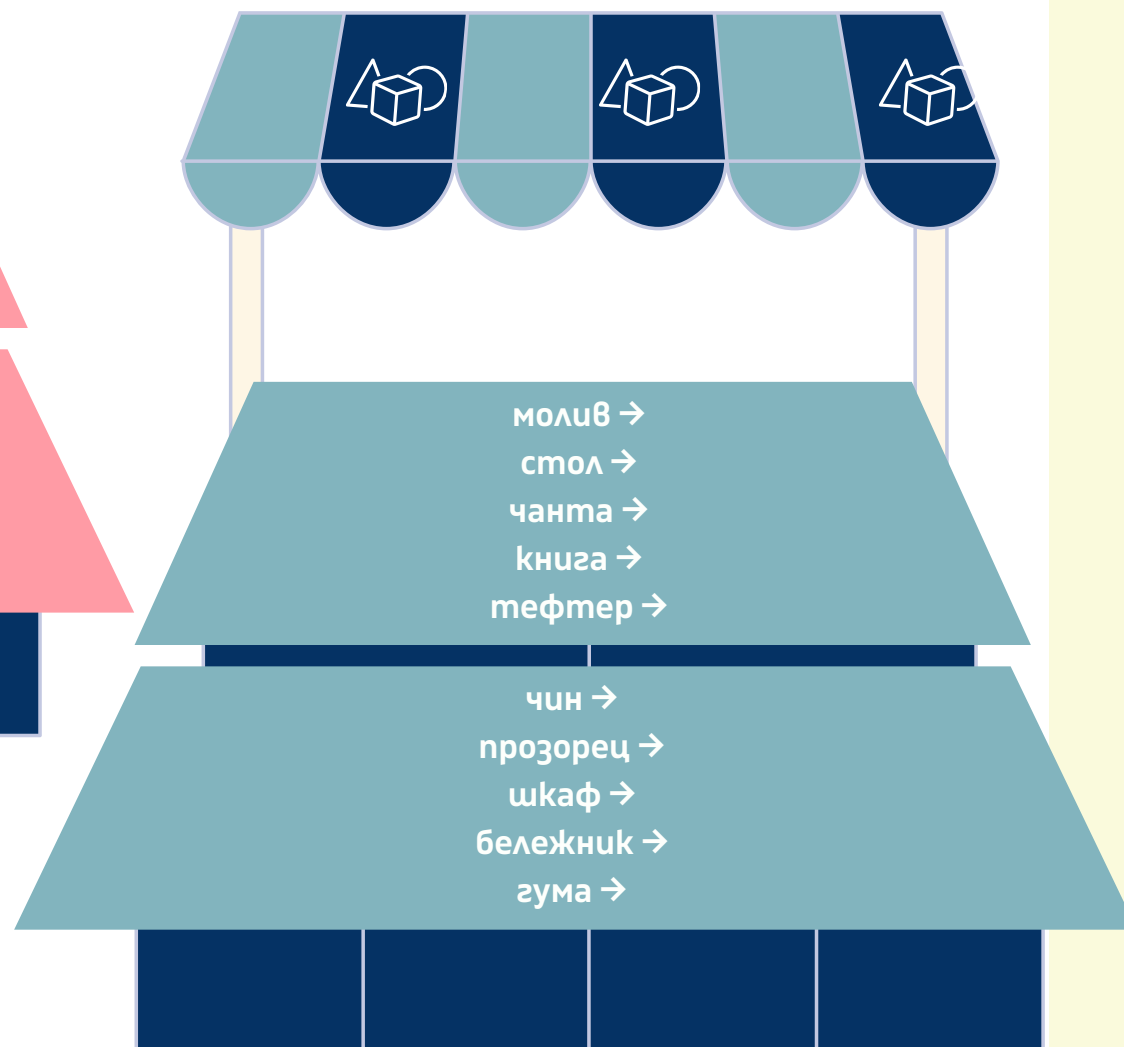 молив →
стол →
чанта →
книга →
тефтер →
чин →
прозорец →
шкаф →
бележник →
гума →